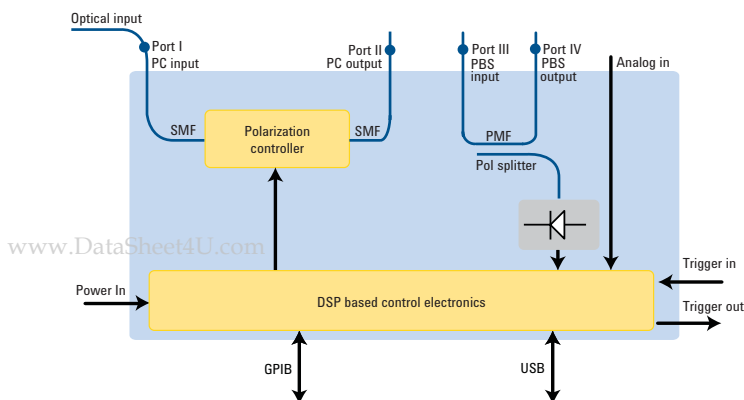 Optical input
Port I
PC input
Port II
PC output
Port III
PBS
input
Port IV
PBS
output
Analog in
SMF
Polarization
controller
SMF
PMF
Pol splitter
www.DataSheet4U.com
Trigger in
Power In
DSP based control electronics
Trigger out
GPIB
USB